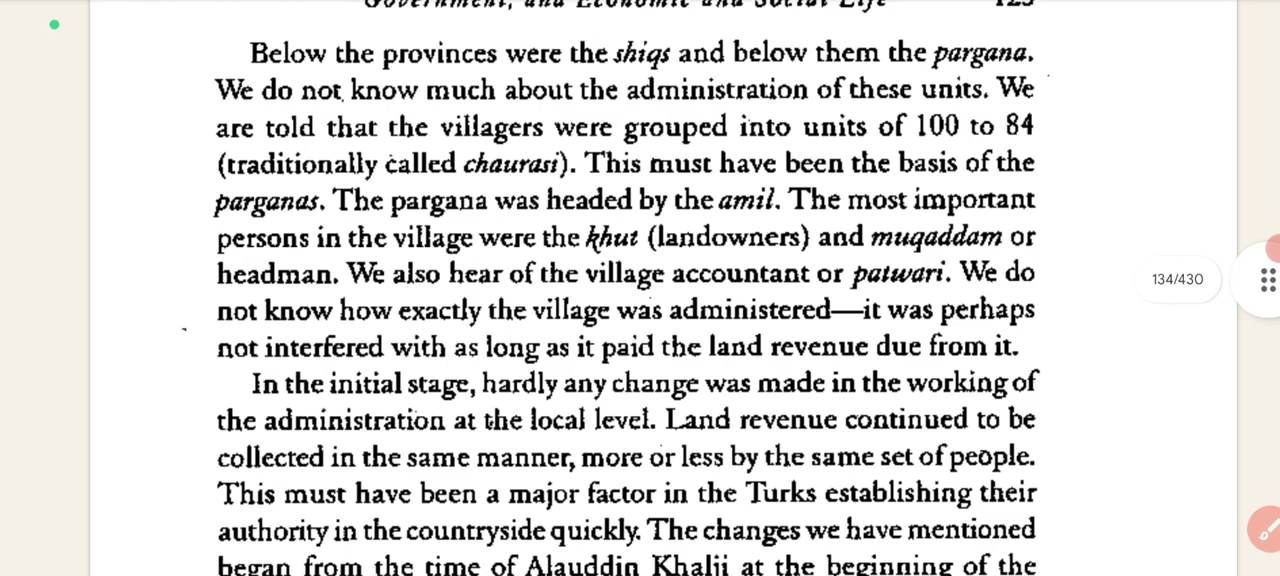 Government, and Economic and Social Life 123
Below the provinces were the shiqs and below them the pargana.
We do not know much about the administration of these units. We
are told that the villagers were grouped into units of 100 to 84
(traditionally called chaurasi). This must have been the basis of the
parganas. The pargana was headed by the amil. The most important
persons in the village were the khut (landowners) and muqaddam or
headman. We also hear of the village accountant or patwari. We do
not know how exactly the village was administered—it was perhaps
134/430
not interfered with as long as it paid the land revenue due from it.
In the initial stage, hardly any change was made in the working of
the administration at the local level. Land revenue continued to be
collected in the same manner, more or less by the same set of people.
This must have been a major factor in the Turks establishing their
authority in the countryside quickly. The changes we have mentioned
began from the time of Alauddin Khalji at the beginning of the